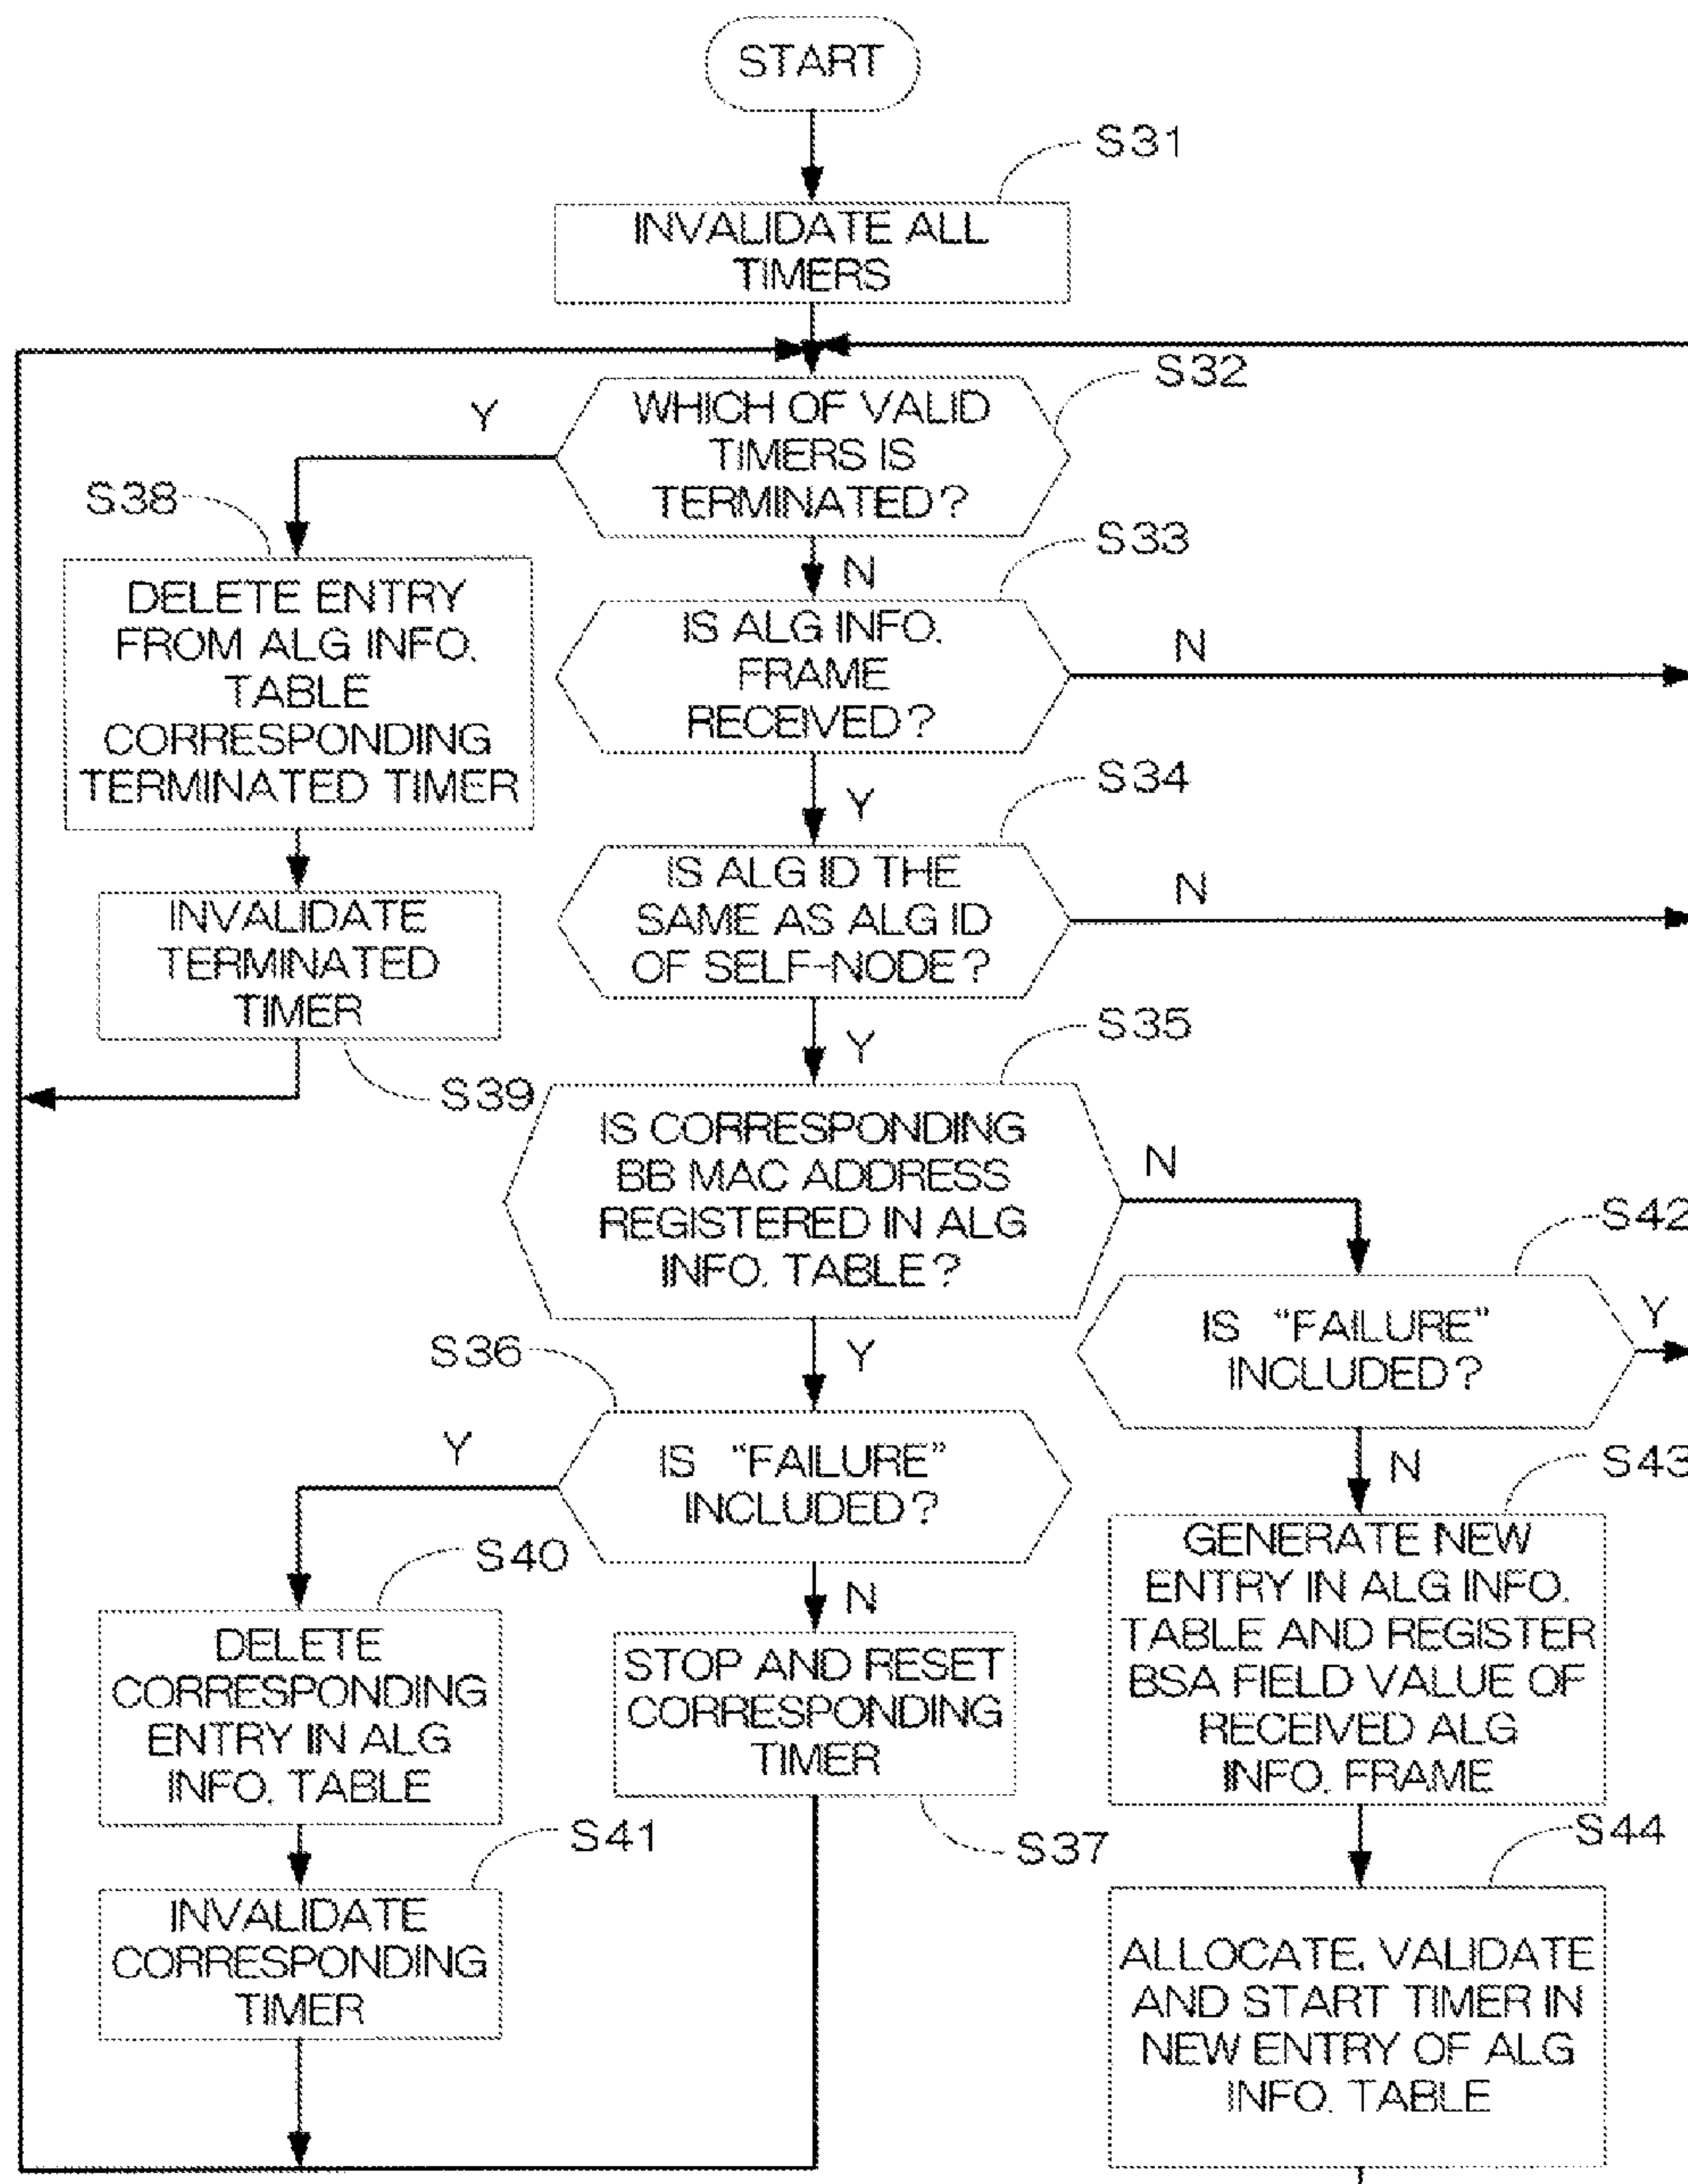 START
S31
INVALIDATE ALL
TIMERS
S32
WHICH OF VALID
TIMERS IS
TERMINATED?
Y
N
S38
DELETE ENTRY
FROM ALG INFO.
TABLE
CORRESPONDING
TERMINATED TIMER
S33
IS ALG INFO.
FRAME
RECEIVED?
N
Y
S34
IS ALG ID THE
SAME AS ALG ID
OF SELF-NODE?
N
Y
INVALIDATE
TERMINATED
TIMER
S39
S35
IS CORRESPONDING
BB MAC ADDRESS
REGISTERED IN ALG
INFO. TABLE?
N
Y
S42
IS "FAILURE"
INCLUDED?
Y
N
S36
IS "FAILURE"
INCLUDED?
Y
N
S40
DELETE
CORRESPONDING
ENTRY IN ALG
INFO. TABLE
STOP AND RESET
CORRESPONDING
TIMER
S37
S43
GENERATE NEW
ENTRY IN ALG INFO.
TABLE AND REGISTER
BSA FIELD VALUE OF
RECEIVED ALG
INFO. FRAME
S41
INVALIDATE
CORRESPONDING
TIMER
S44
ALLOCATE, VALIDATE
AND START TIMER IN
NEW ENTRY OF ALG
INFO. TABLE